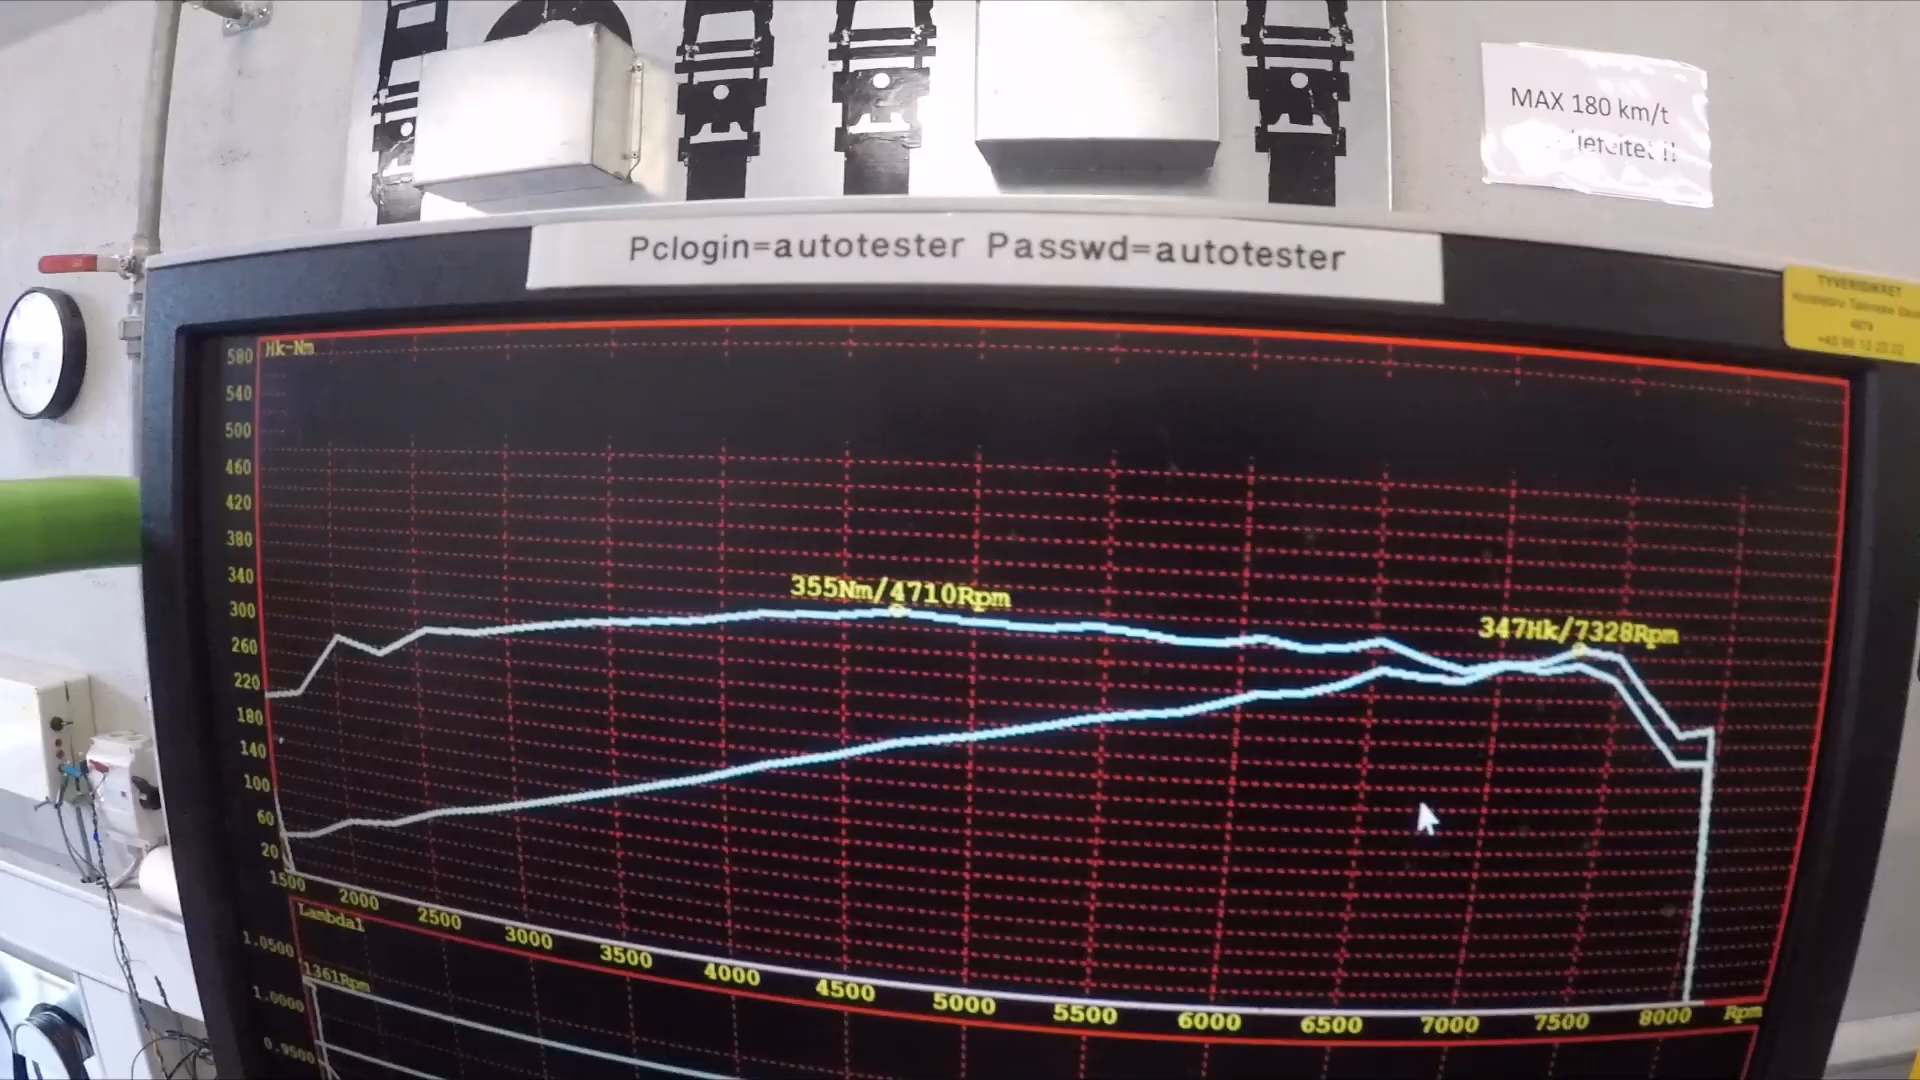 MAX 180 km/t
Pclogin=autotester Passwd=autotester
TYVERISIKRET
Hk-Nm
580
540
500
460
420
380
340
300
260
220
180
140
100
60
20
355Nm/4710Rpm
347Hk/7328Rpm
1500 2000 2500 3000 3500 4000 4500 5000 5500 6000 6500 7000 7500 8000 Rpm
Lambda1
1.0500
1361Rpm
1.0000
0.9500